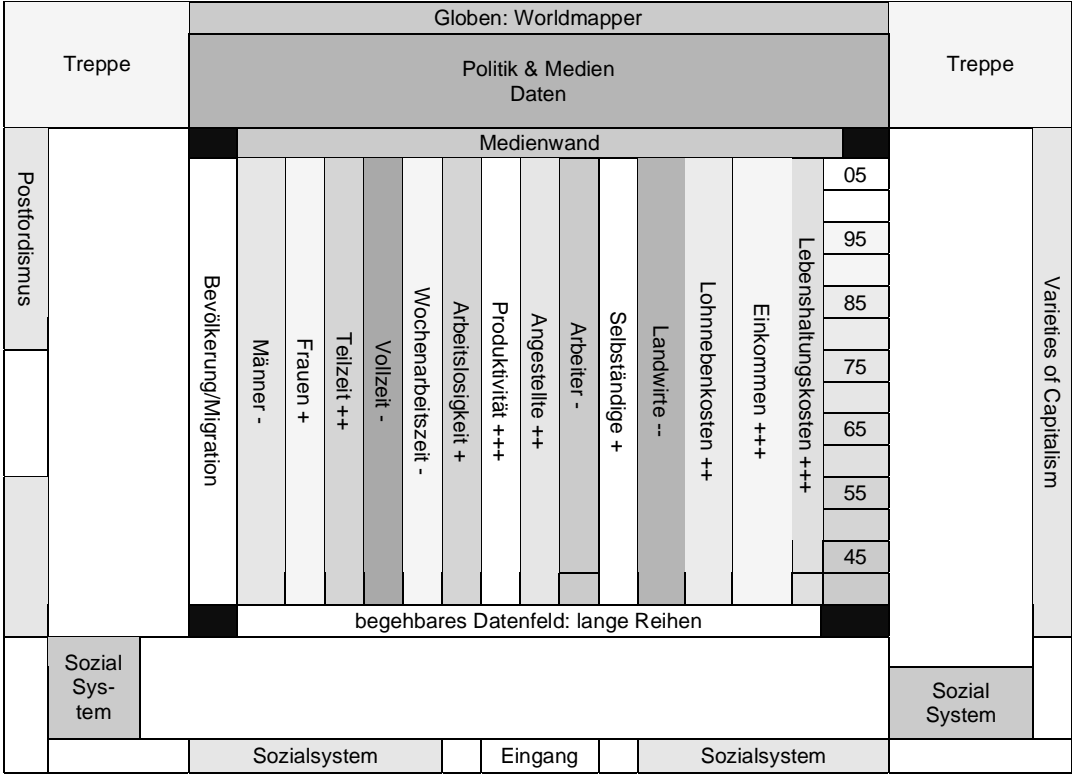 Globen: Worldmapper
Treppe
Politik & Medien
Daten
Treppe
Medienwand
Postfordismus
Bevölkerung/Migration
Männer -
Frauen +
Teilzeit ++
Vollzeit -
Wochenarbeitszeit -
Arbeitslosigkeit +
Produktivität +++
Angestellte ++
Arbeiter -
Selbständige +
Landwirte --
Lohnnebenkosten ++
Einkommen +++
Lebenshaltungskosten +++
05
95
85
75
65
55
45
Varieties of Capitalism
begehbares Datenfeld: lange Reihen
Sozial
Sys-
tem
Sozial
System
Sozialsystem
Eingang
Sozialsystem